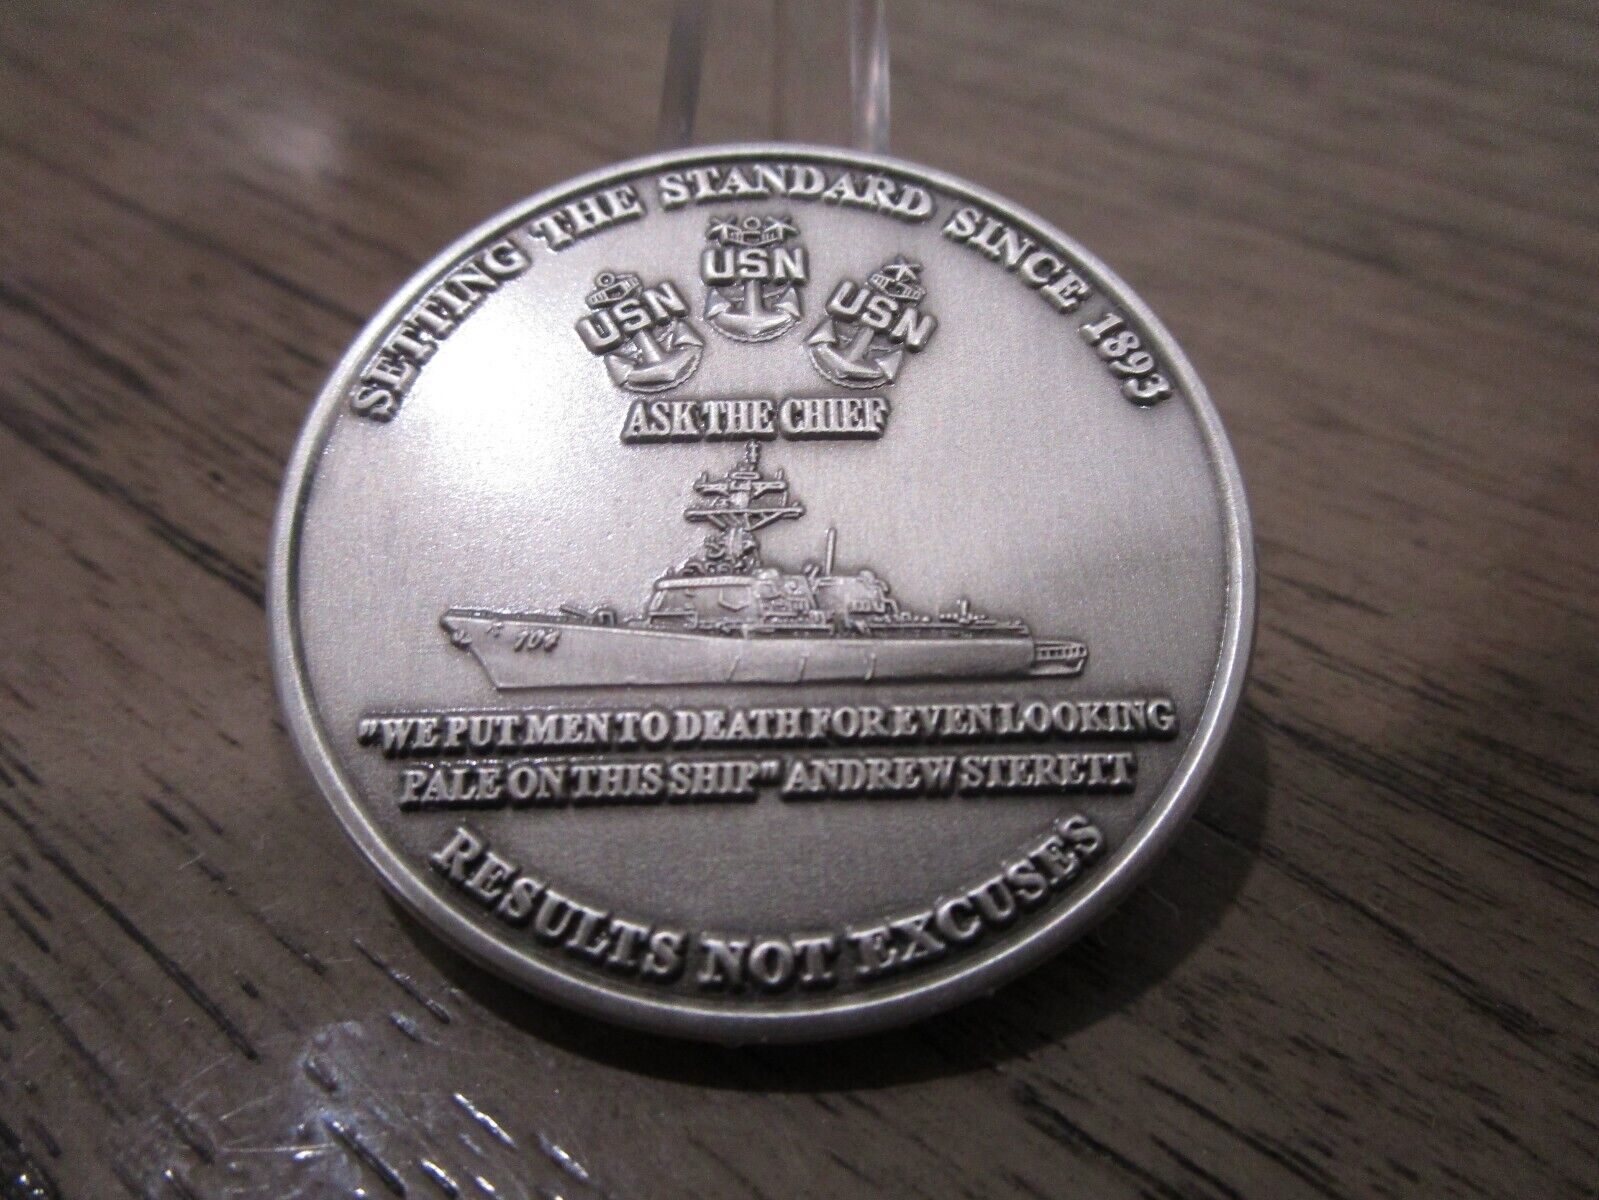 SETTING THE STANDARD SINCE 1893
USN
USN
USN
ASK THE CHIEF
104
"WE PUT MEN TO DEATH FOR EVEN LOOKING
PALE ON THIS SHIP" ANDREW STERETT
RESULTS NOT EXCUSES